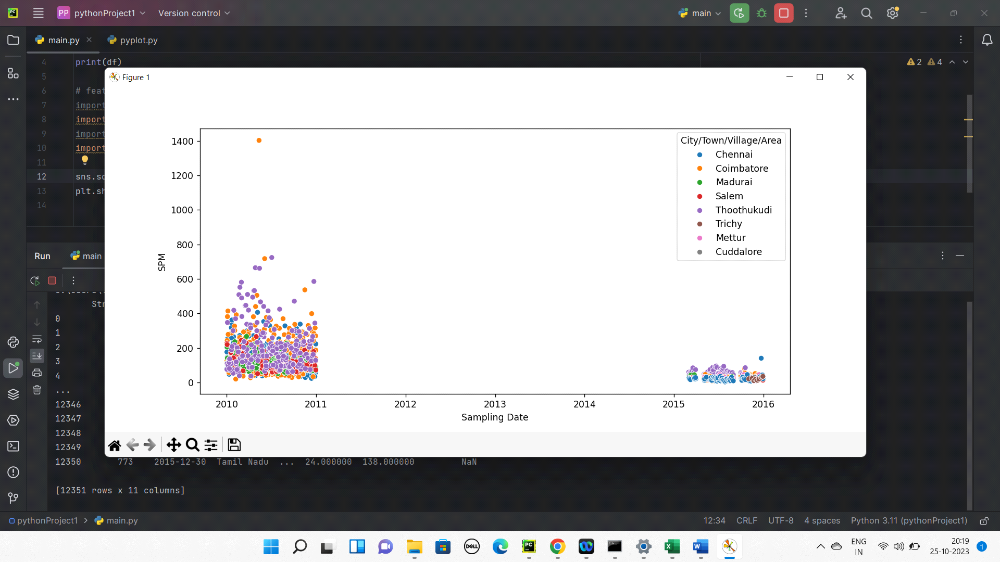 PP pythonProject1 Version control main
main.py pyplot.py
4 print(df)
2 4
5
Figure 1
6 # feat
7 import
8 import
9 import
10 import
11
12 sns.sc
13 plt.sh
14
1400
1200
1000
800
600
400
200
0
SPM
2010 2011 2012 2013 2014 2015 2016
Sampling Date
City/Town/Village/Area
Chennai
Coimbatore
Madurai
Salem
Thoothukudi
Trichy
Mettur
Cuddalore
Run main
Str
0
1
2
3
4
...
12346
12347
12348
12349
12350 773 2015-12-30 Tamil Nadu ... 24.000000 138.000000 NaN
[12351 rows x 11 columns]
pythonProject1 > main.py 12:34 CRLF UTF-8 4 spaces Python 3.11 (pythonProject1)
DELL
PC
ENG
IN
20:19
25-10-2023
1